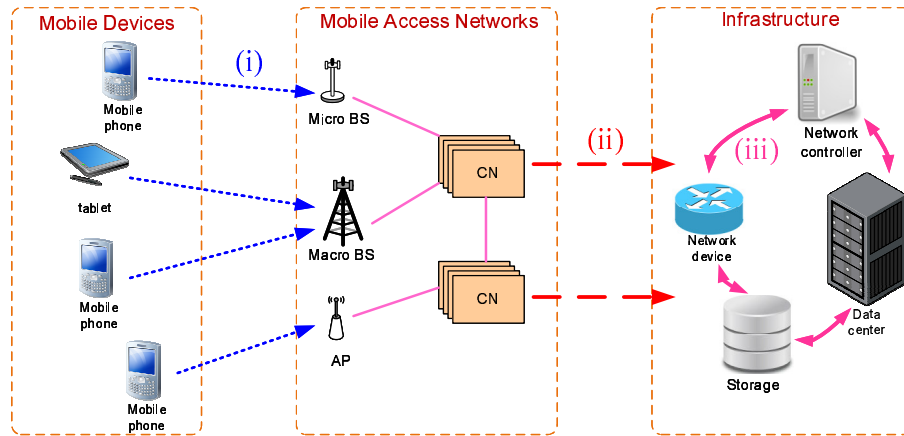 Mobile Devices
Mobile Access Networks
Infrastructure
(i)
Mobile
phone
Micro BS
(ii)
CN
Network
controller
(iii)
tablet
Macro BS
Network
device
Mobile
phone
CN
Data
center
AP
Storage
Mobile
phone